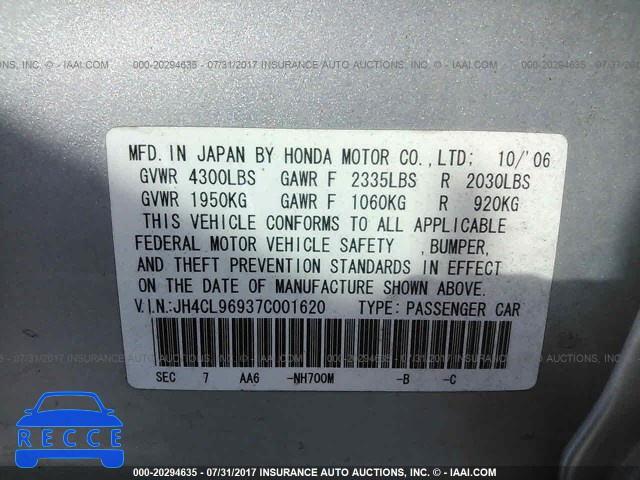 000-20294635 - 07/31/2017 INSURANCE AUTO AUCTIONS, INC. - © IAAI.COM
MFD. IN JAPAN BY HONDA MOTOR CO.,LTD; 10/'06
GVWR 4300LBS GAWR F 2335LBS R 2030LBS
GVWR 1950KG GAWR F 1060KG R 920KG
THIS VEHICLE CONFORMS TO ALL APPLICABLE
FEDERAL MOTOR VEHICLE SAFETY ,BUMPER,
AND THEFT PREVENTION STANDARDS IN EFFECT
ON THE DATE OF MANUFACTURE SHOWN ABOVE.
V.I.N.:JH4CL96937C001620 TYPE: PASSENGER CAR
SEC 7 AA6 -NH700M -B -C
RECCE
000-20294635 - 07/31/2017 INSURANCE AUTO AUCTIONS, INC. - © IAAI.COM